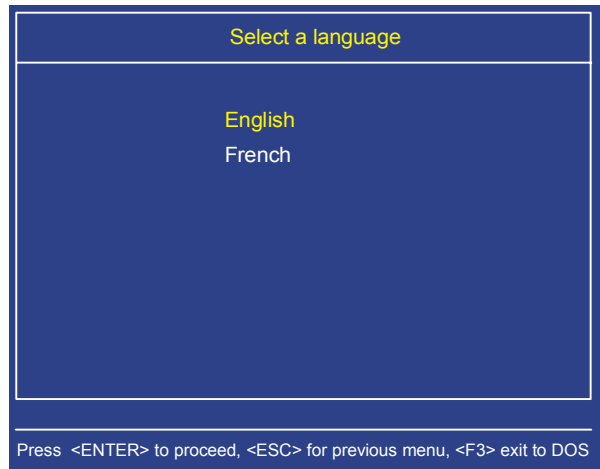 Select a language
English
French
Press <ENTER> to proceed, <ESC> for previous menu, <F3> exit to DOS